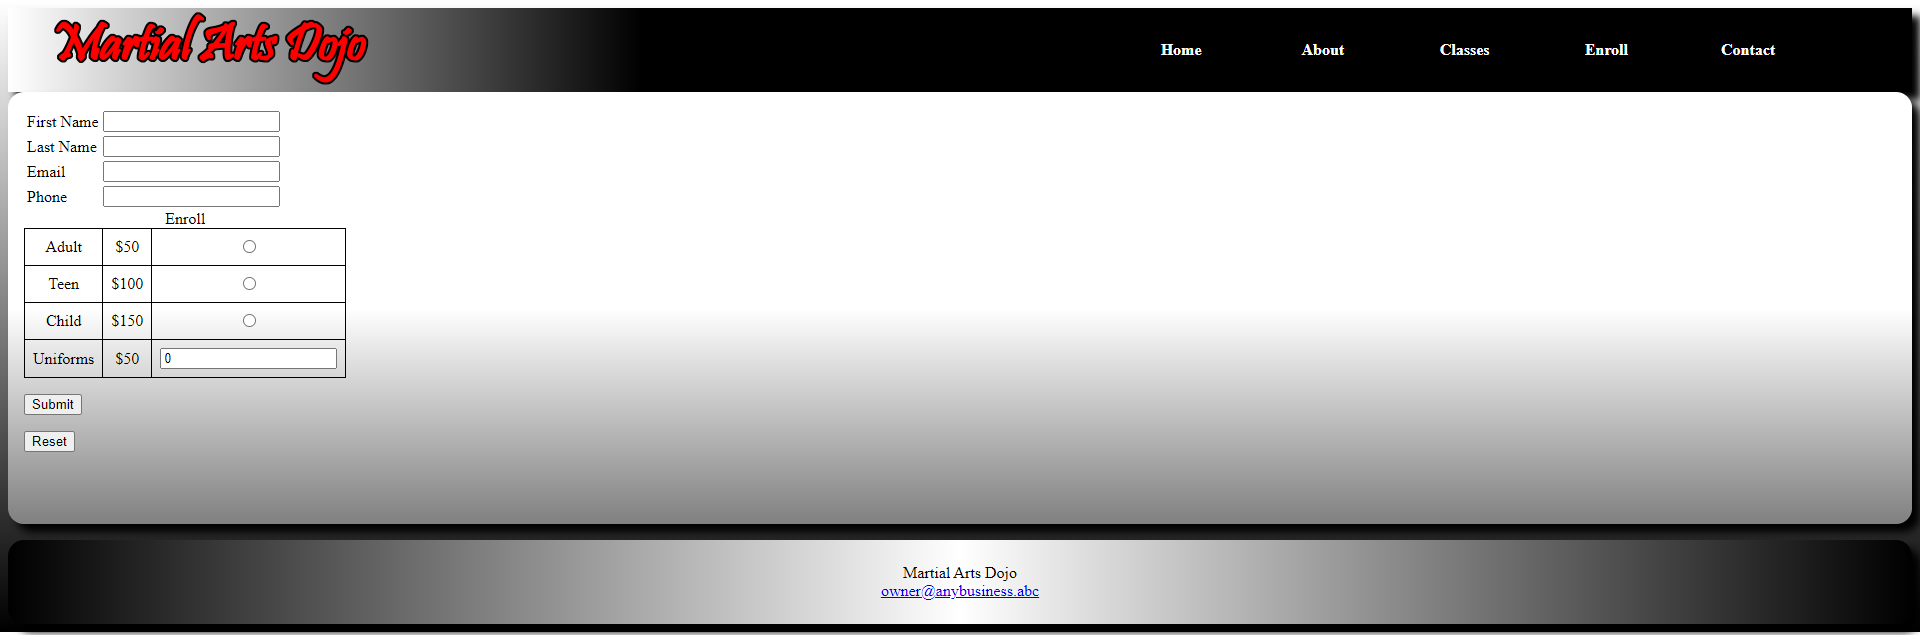 Martial Arts Dojo
Home About Classes Enroll Contact
First Name
Last Name
Email
Phone
Enroll
Adult $50
Teen $100
Child $150
Uniforms $50 0
Submit
Reset
Martial Arts Dojo
owner@anybusiness.abc